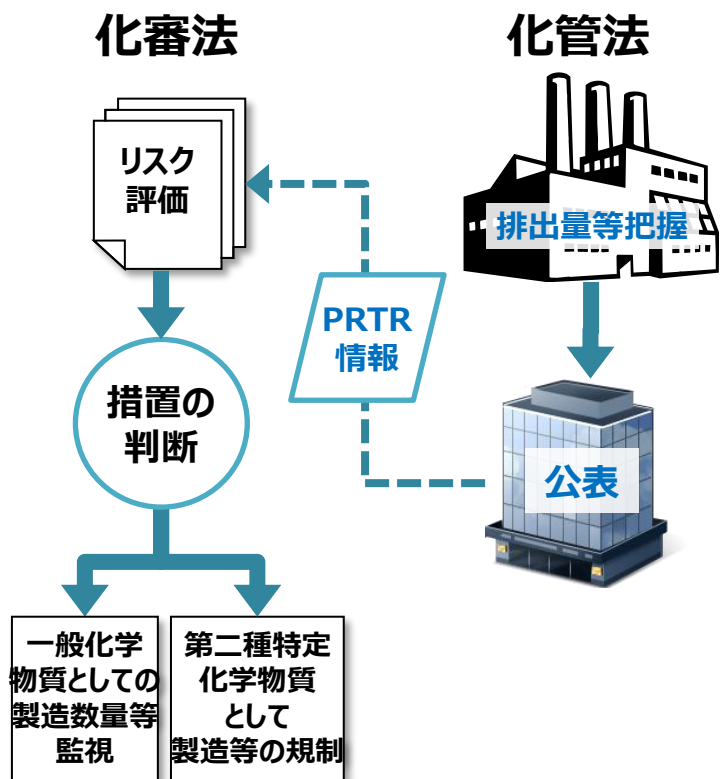 化審法
化管法
リスク
評価
排出量等把握
PRTR
情報
措置の
判断
公表
一般化学
物質としての
製造数量等
監視
第二種特定
化学物質
として
製造等の規制